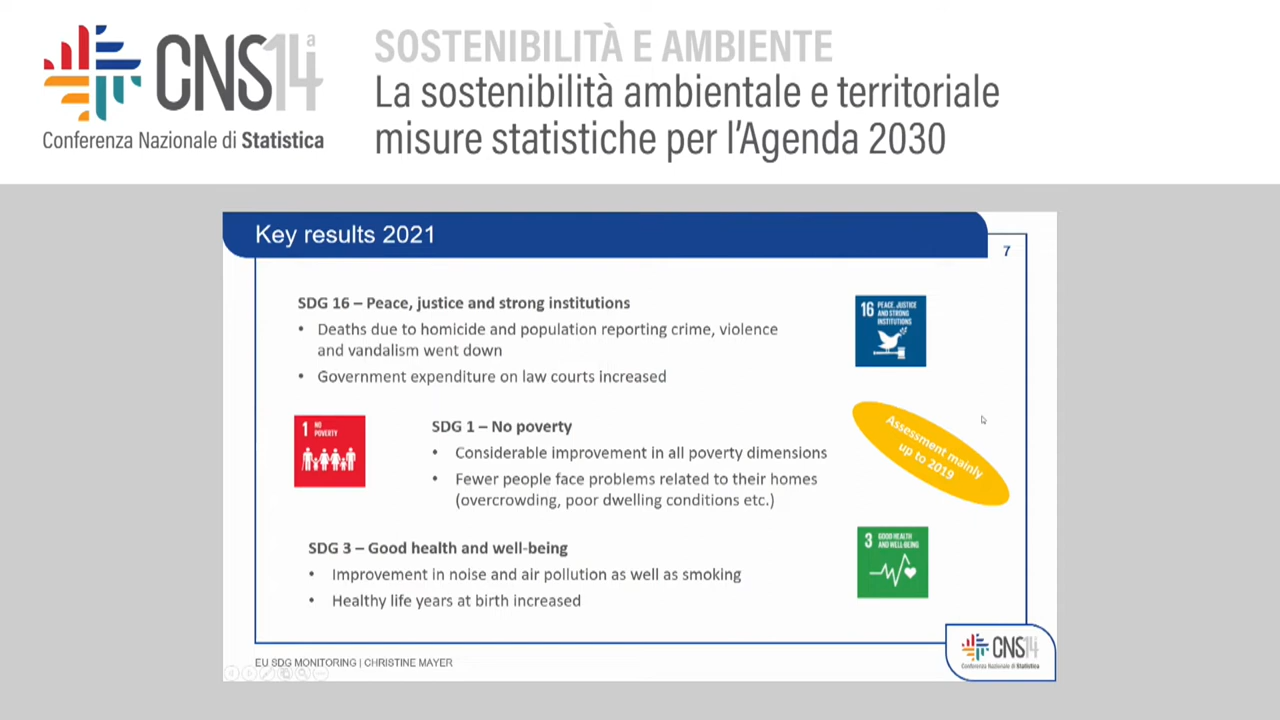 CNS14a
Conferenza Nazionale di Statistica
SOSTENIBILITÀ E AMBIENTE
La sostenibilità ambientale e territoriale
misure statistiche per l'Agenda 2030
Key results 2021
7
SDG 16 – Peace, justice and strong institutions
• Deaths due to homicide and population reporting crime, violence
and vandalism went down
• Government expenditure on law courts increased
16 PEACE, JUSTICE
AND STRONG
INSTITUTIONS
1 NO
POVERTY
SDG 1 – No poverty
• Considerable improvement in all poverty dimensions
• Fewer people face problems related to their homes
(overcrowding, poor dwelling conditions etc.)
Assessment mainly
up to 2019
SDG 3 – Good health and well-being
• Improvement in noise and air pollution as well as smoking
• Healthy life years at birth increased
3 GOOD HEALTH
AND WELL-BEING
EU SDG MONITORING | CHRISTINE MAYER
CNS14
Conferenza Nazionale di Statistica